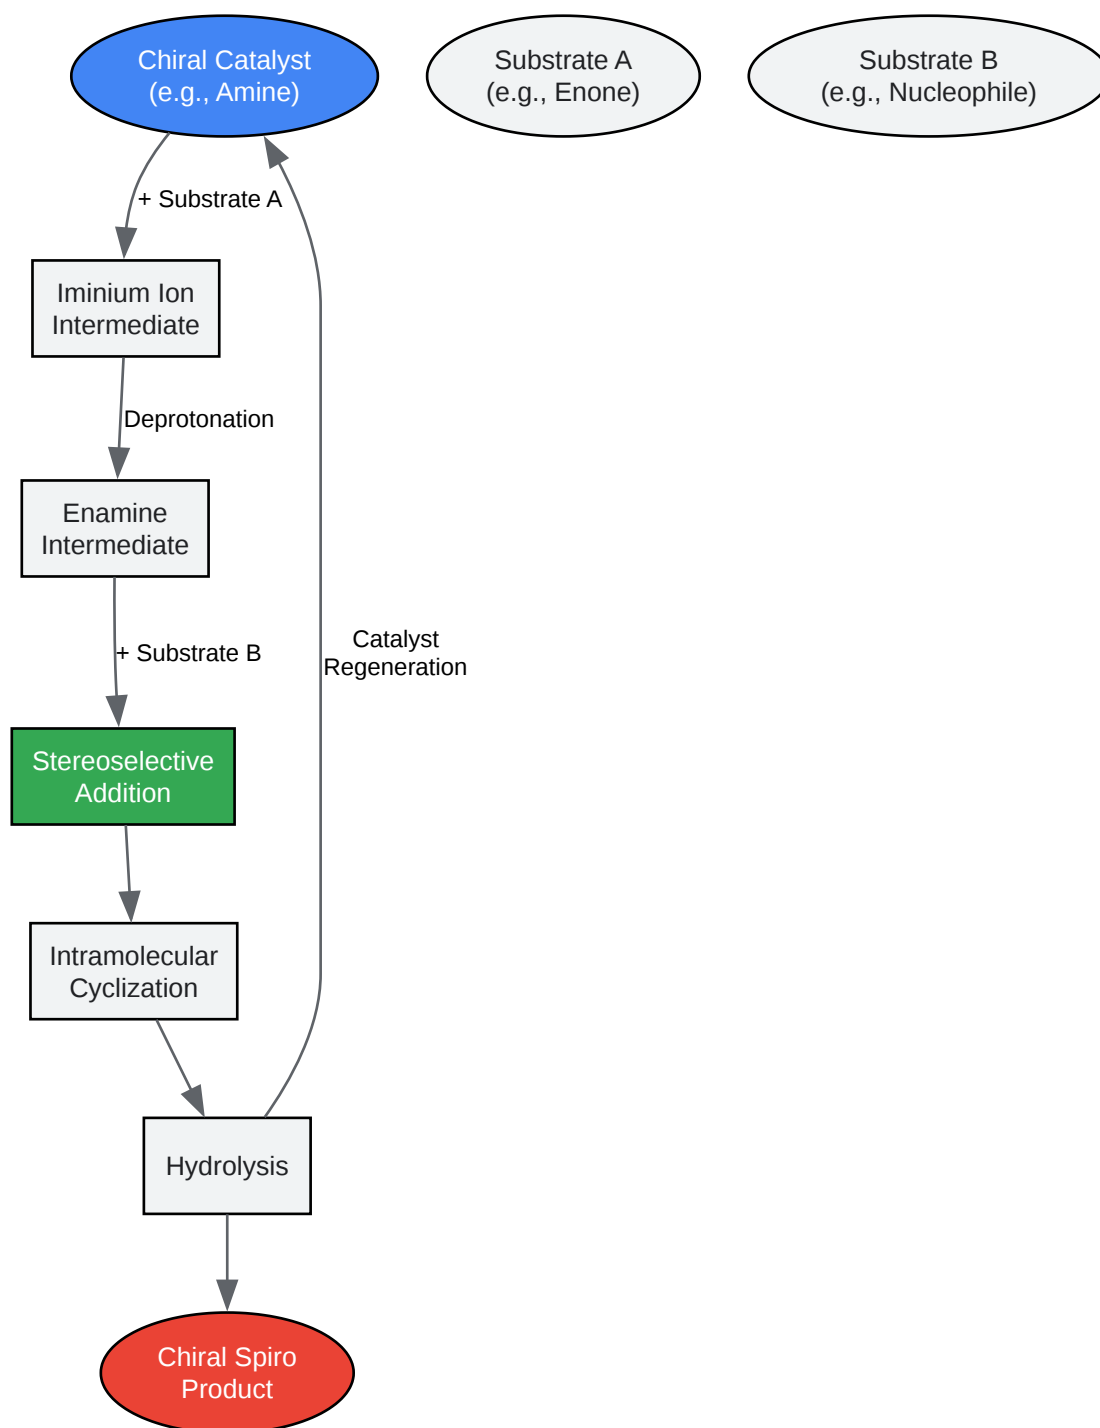 Chiral Catalyst
(e.g., Amine)
Substrate A
(e.g., Enone)
Substrate B
(e.g., Nucleophile)
+ Substrate A
Iminium Ion
Intermediate
Deprotonation
Enamine
Intermediate
+ Substrate B
Catalyst
Regeneration
Stereoselective
Addition
Intramolecular
Cyclization
Hydrolysis
Chiral Spiro
Product